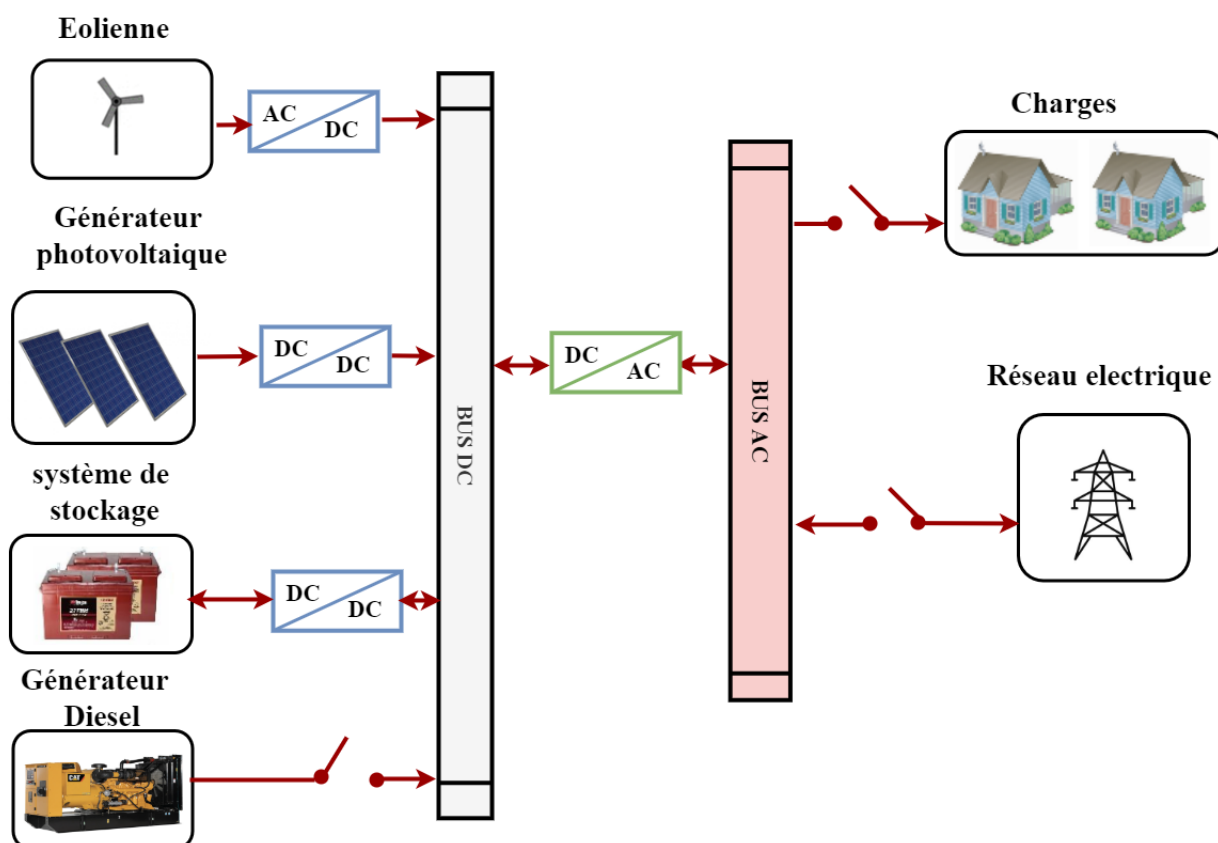 Eolienne
AC
DC
Générateur
photovoltaique
DC
DC
système de
stockage
DC
DC
Générateur
Diesel
CAT
BUS DC
DC
AC
BUS AC
Charges
Réseau electrique